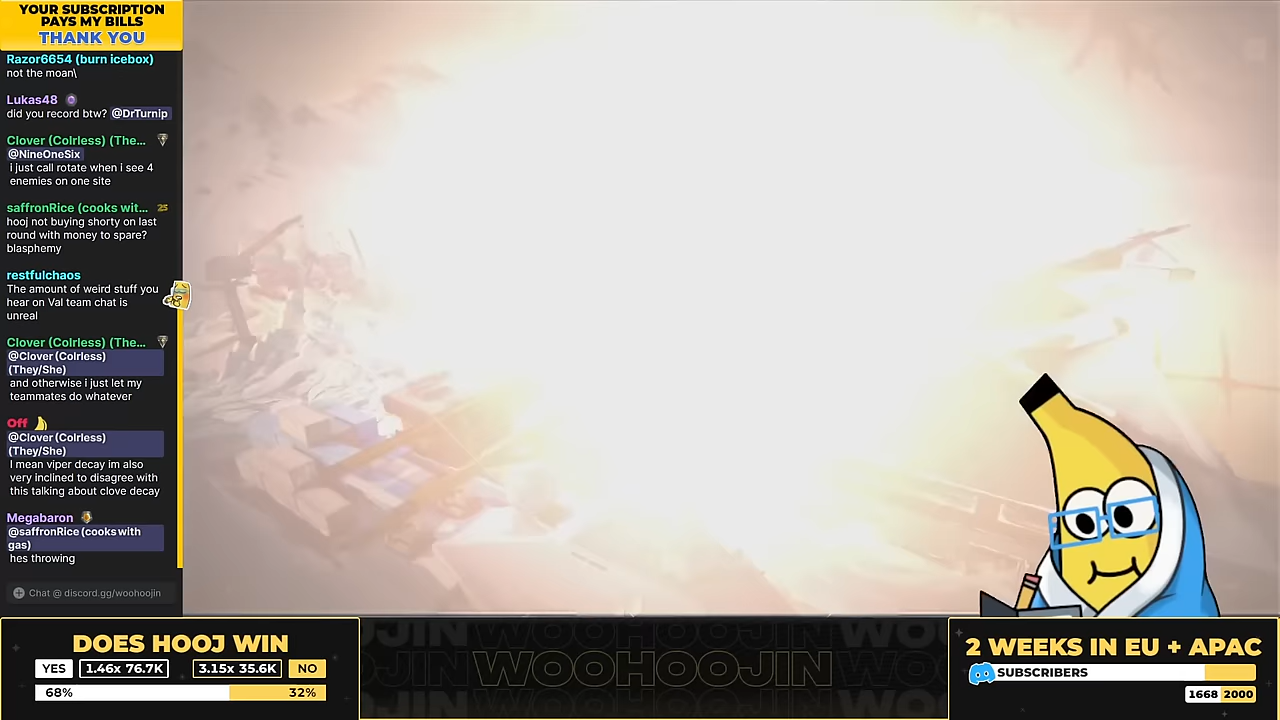 YOUR SUBSCRIPTION
PAYS MY BILLS
THANK YOU
Razor6654 (burn icebox)
not the moan\
Lukas48
did you record btw? @DrTurnip
Clover (Colrless) (The...
@NineOneSix
i just call rotate when i see 4
enemies on one site
saffronRice (cooks wit... 25
hooj not buying shorty on last
round with money to spare?
blasphemy
restfulchaos
The amount of weird stuff you
hear on Val team chat is
unreal
Clover (Colrless) (The...
@Clover (Colrless)
(They/She)
and otherwise i just let my
teammates do whatever
Off
@Clover (Colrless)
(They/She)
I mean viper decay im also
very inclined to disagree with
this talking about clove decay
Megabaron
@saffronRice (cooks with
gas)
hes throwing
Chat @ discord.gg/woohoojin
DOES HOOJ WIN
YES 1.46x 76.7K 3.15x 35.6K NO
68% 32%
OJIN WOOHOOJIN WOO
OJIN WOOHOOJIN WOO
2 WEEKS IN EU + APAC
SUBSCRIBERS
1668 2000